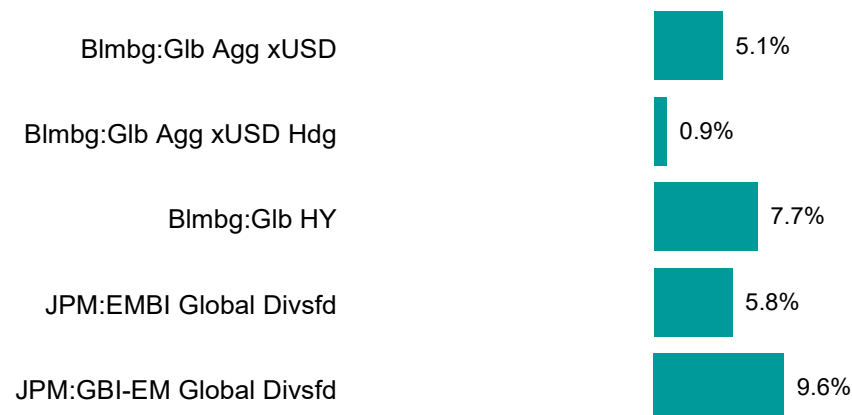 Blmbg:Glb Agg xUSD 5.1%
Blmbg:Glb Agg xUSD Hdg 0.9%
Blmbg:Glb HY 7.7%
JPM:EMBI Global Divsfd 5.8%
JPM:GBI-EM Global Divsfd 9.6%